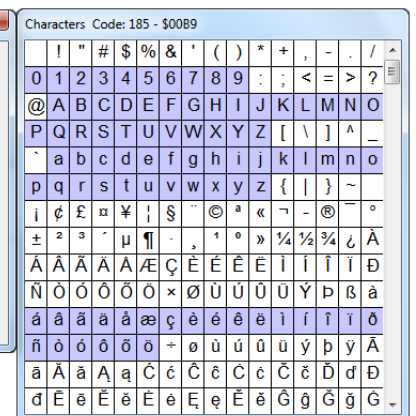 Characters Code: 185 - $00B9
! " # $ % & ' ( ) * + , - . /
0 1 2 3 4 5 6 7 8 9 : ; < = > ?
@ A B C D E F G H I J K L M N O
P Q R S T U V W X Y Z [ \ ] ^ _
` a b c d e f g h i j k l m n o
p q r s t u v w x y z { | } ~
¡ ¢ £ ¤ ¥ ¦ § ¨ © ª « ¬ - ® ¯ °
± ² ³ ´ µ ¶ · ¸ ¹ º » ¼ ½ ¾ ¿ À
Á Â Ã Ä Å Æ Ç È É Ê Ë Ì Í Î Ï Ð
Ñ Ò Ó Ô Õ Ö × Ø Ù Ú Û Ü Ý Þ ß à
á â ã ä å æ ç è é ê ë ì í î ï ð
ñ ò ó ô õ ö ÷ ø ù ú û ü ý þ ÿ Ā
ā Ă ă Ą ą Ć ć Ĉ ĉ Ċ ċ Č č Ď ď Đ
đ Ē ē Ĕ ĕ Ė ė Ę ę Ě ě Ĝ ĝ Ğ ğ Ġ